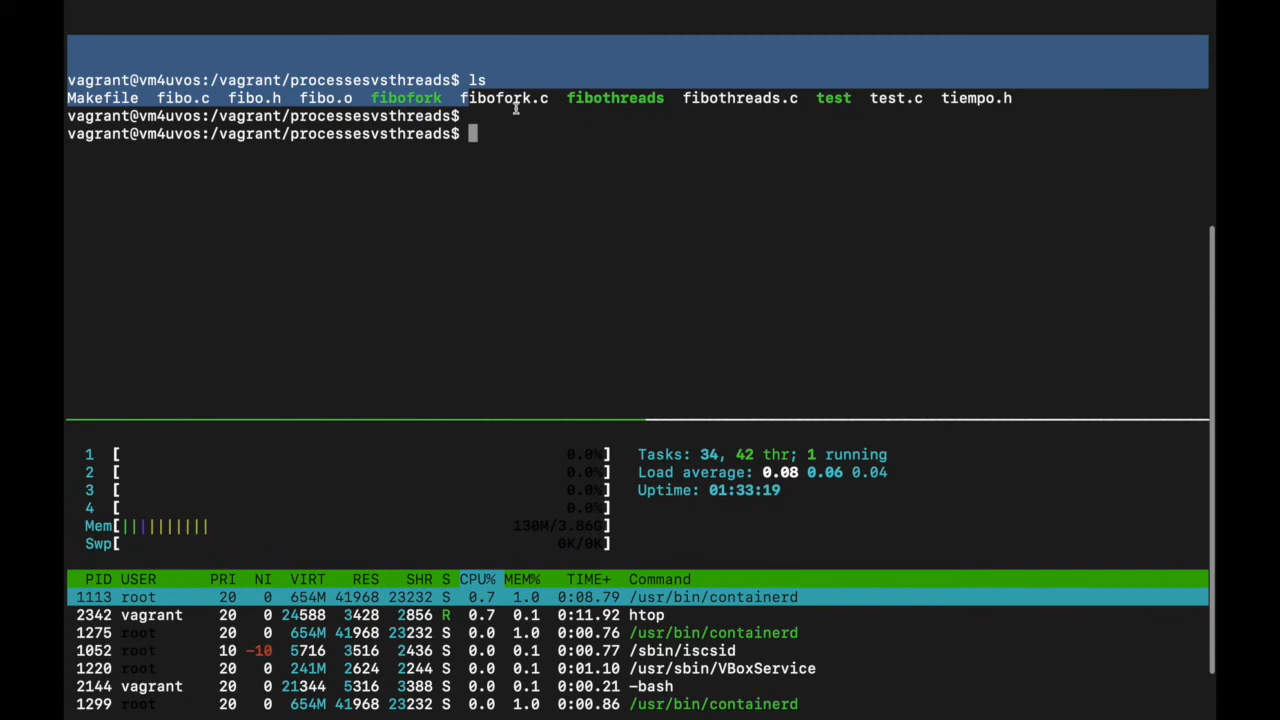 vagrant@vm4uvos:/vagrant/processesvsthreads$ ls
Makefile  fibo.c  fibo.h  fibo.o  fibofork  fibofork.c  fibothreads  fibothreads.c  test  test.c  tiempo.h
vagrant@vm4uvos:/vagrant/processesvsthreads$
vagrant@vm4uvos:/vagrant/processesvsthreads$
1 [ 0.0%] Tasks: 34, 42 thr; 1 running
2 [ 0.0%] Load average: 0.08 0.06 0.04
3 [ 0.0%] Uptime: 01:33:19
4 [ 0.0%]
Mem[|||||||||| 130M/3.86G]
Swp[ 0K/0K]
PID USER PRI NI VIRT RES SHR S CPU% MEM% TIME+ Command
1113 root 20 0 654M 41968 23232 S 0.7 1.0 0:08.79 /usr/bin/containerd
2342 vagrant 20 0 24588 3428 2856 R 0.7 0.1 0:11.92 htop
1275 root 20 0 654M 41968 23232 S 0.0 1.0 0:00.76 /usr/bin/containerd
1052 root 10 -10 5716 3516 2436 S 0.0 0.1 0:00.77 /sbin/iscsid
1220 root 20 0 241M 2624 2244 S 0.0 0.1 0:01.10 /usr/sbin/VBoxService
2144 vagrant 20 0 21344 5316 3388 S 0.0 0.1 0:00.21 -bash
1299 root 20 0 654M 41968 23232 S 0.0 1.0 0:00.86 /usr/bin/containerd